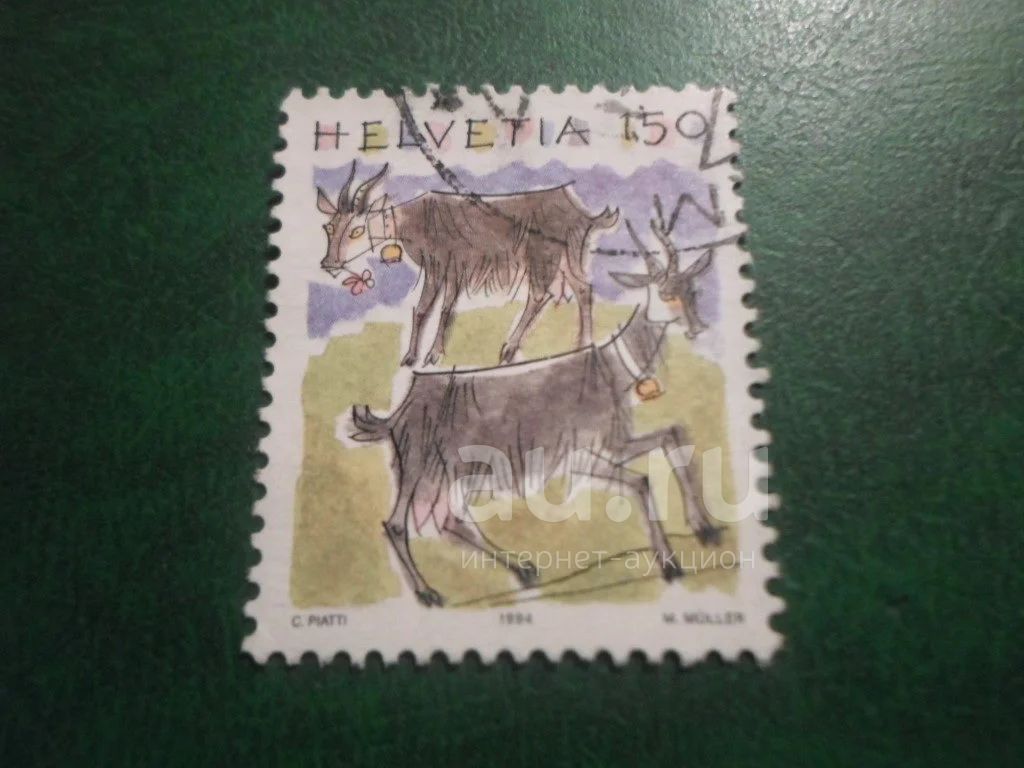 HELVETIA 150
au.ru
интернет-аукцион
C. PIATTI 1994 M. MÜLLER